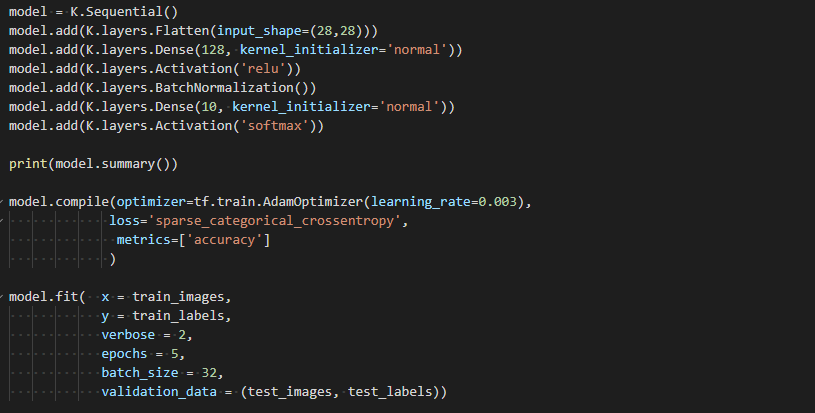 model = K.Sequential()
model.add(K.layers.Flatten(input_shape=(28,28)))
model.add(K.layers.Dense(128, kernel_initializer='normal'))
model.add(K.layers.Activation('relu'))
model.add(K.layers.BatchNormalization())
model.add(K.layers.Dense(10, kernel_initializer='normal'))
model.add(K.layers.Activation('softmax'))
print(model.summary())
model.compile(optimizer=tf.train.AdamOptimizer(learning_rate=0.003),
loss='sparse_categorical_crossentropy',
metrics=['accuracy']
)
model.fit( x = train_images,
y = train_labels,
verbose = 2,
epochs = 5,
batch_size = 32,
validation_data = (test_images, test_labels))